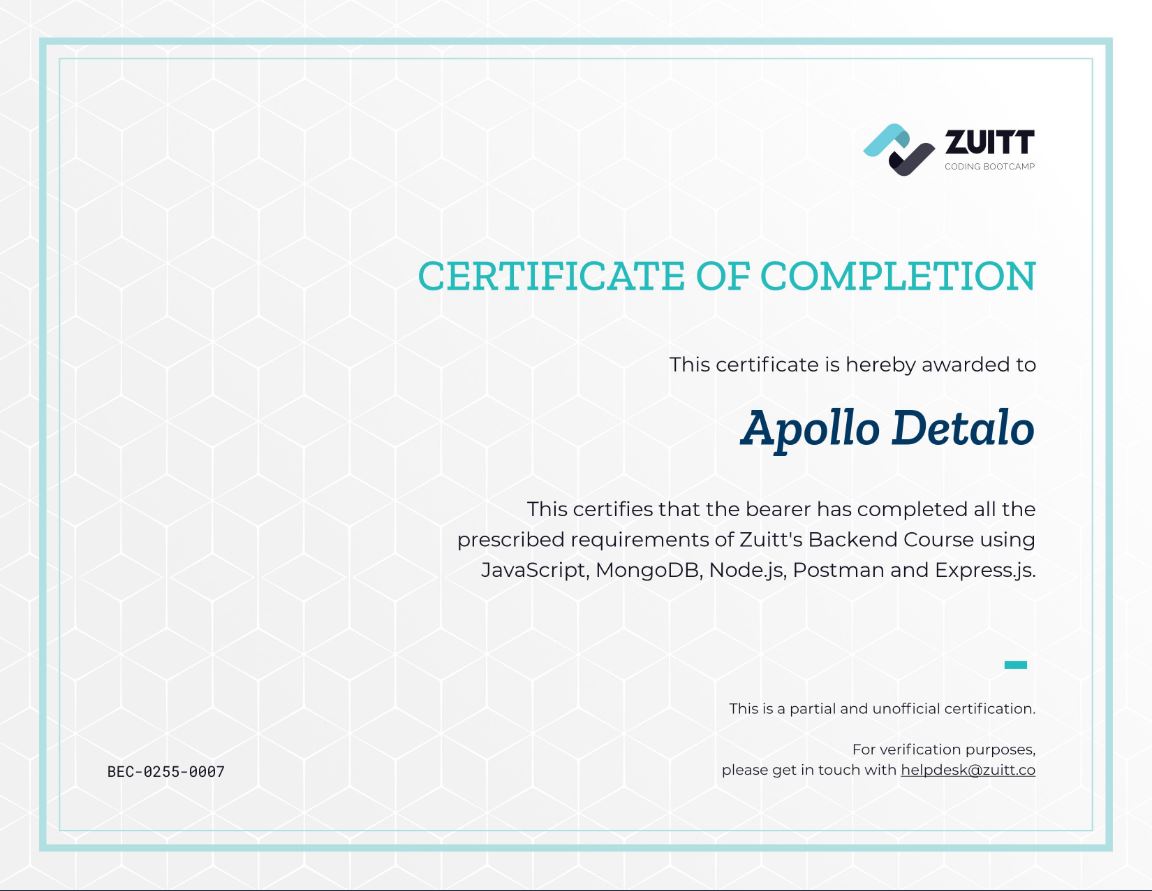 ZUITT
CODING BOOTCAMP
CERTIFICATE OF COMPLETION
This certificate is hereby awarded to
Apollo Detalo
This certifies that the bearer has completed all the
prescribed requirements of Zuitt's Backend Course using
JavaScript, MongoDB, Node.js, Postman and Express.js.
This is a partial and unofficial certification.
For verification purposes,
please get in touch with helpdesk@zuitt.co
BEC-0255-0007